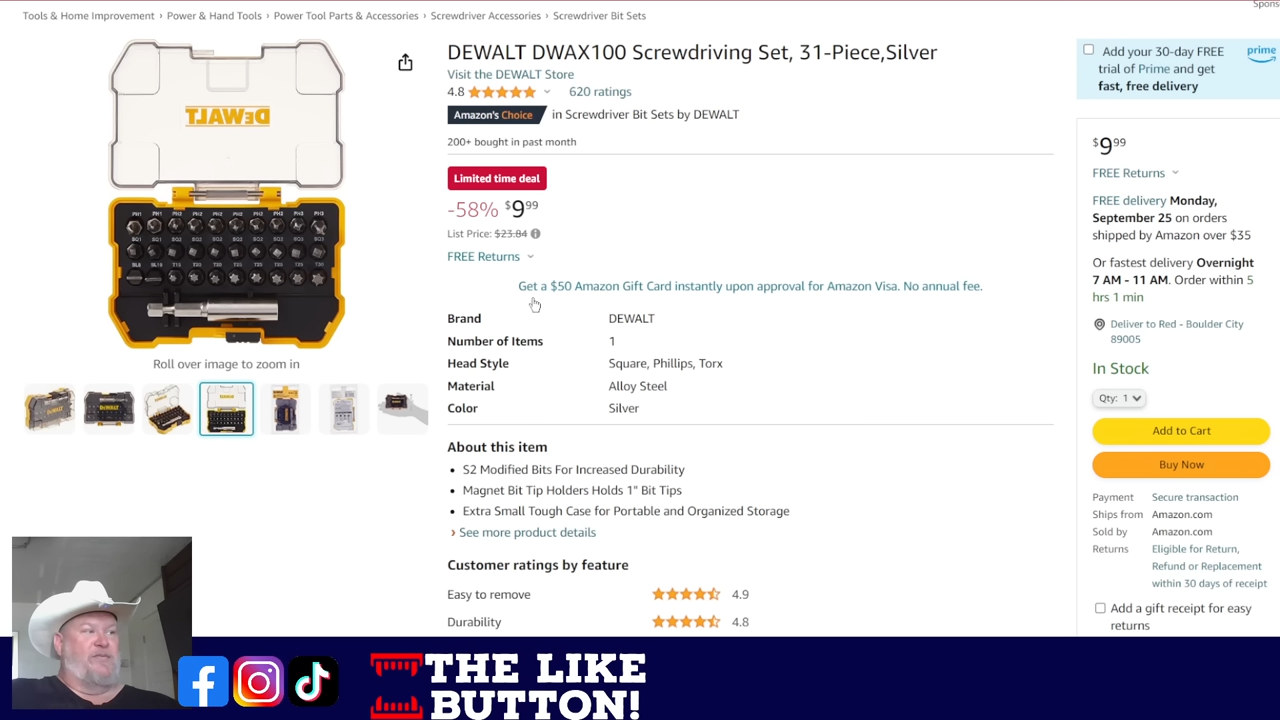 Spons
Tools & Home Improvement › Power & Hand Tools › Power Tool Parts & Accessories › Screwdriver Accessories › Screwdriver Bit Sets
DEWALT DWAX100 Screwdriving Set, 31-Piece,Silver
Visit the DEWALT Store
4.8 620 ratings
Amazon's Choice in Screwdriver Bit Sets by DEWALT
200+ bought in past month
Limited time deal
-58% $9 99
List Price: $23.84
FREE Returns
Get a $50 Amazon Gift Card instantly upon approval for Amazon Visa. No annual fee.
Brand DEWALT
Number of Items 1
Head Style Square, Phillips, Torx
Material Alloy Steel
Color Silver
About this item
• S2 Modified Bits For Increased Durability
• Magnet Bit Tip Holders Holds 1" Bit Tips
• Extra Small Tough Case for Portable and Organized Storage
› See more product details
Customer ratings by feature
Easy to remove 4.9
Durability 4.8
DEWALT
Roll over image to zoom in
Add your 30-day FREE
trial of Prime and get
fast, free delivery
prime
$9 99
FREE Returns
FREE delivery Monday,
September 25 on orders
shipped by Amazon over $35
Or fastest delivery Overnight
7 AM - 11 AM. Order within 5
hrs 1 min
Deliver to Red - Boulder City
89005
In Stock
Qty: 1
Add to Cart
Buy Now
Payment Secure transaction
Ships from Amazon.com
Sold by Amazon.com
Returns Eligible for Return,
Refund or Replacement
within 30 days of receipt
Add a gift receipt for easy
returns
THE LIKE
BUTTON!